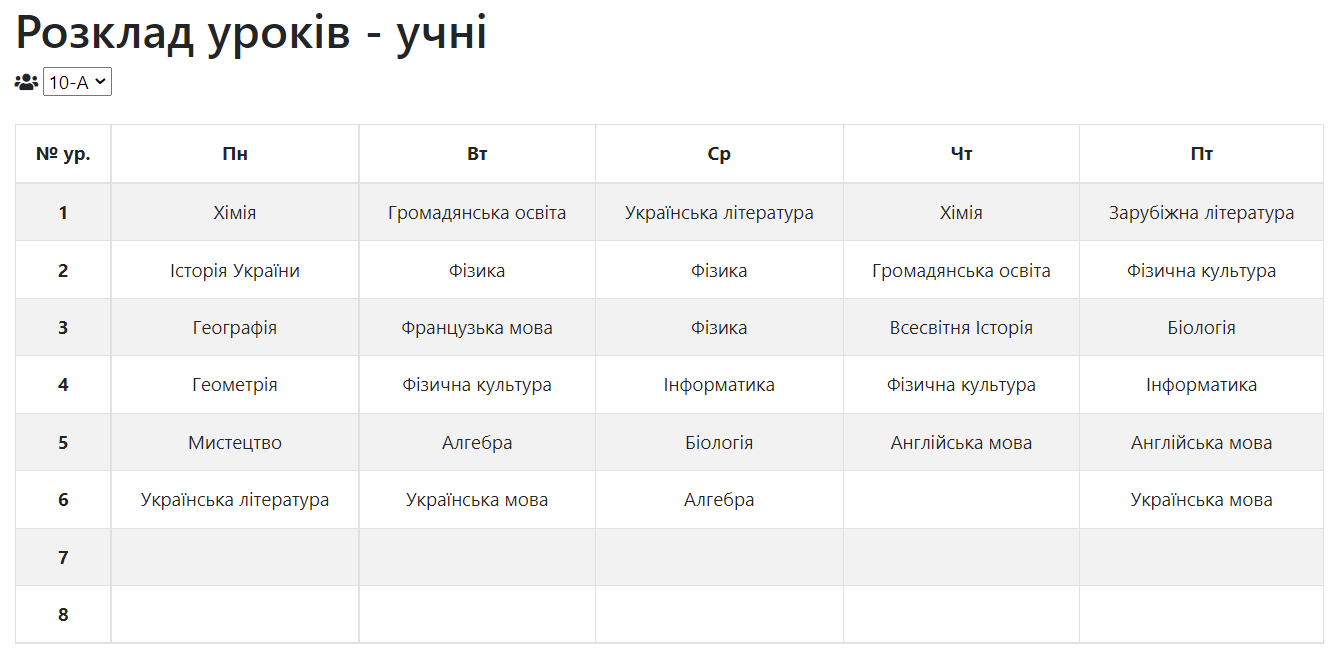 Розклад уроків - учні
10-А
№ ур. Пн Вт Ср Чт Пт
1 Хімія Громадянська освіта Українська література Хімія Зарубіжна література
2 Історія України Фізика Фізика Громадянська освіта Фізична культура
3 Географія Французька мова Фізика Всесвітня Історія Біологія
4 Геометрія Фізична культура Інформатика Фізична культура Інформатика
5 Мистецтво Алгебра Біологія Англійська мова Англійська мова
6 Українська література Українська мова Алгебра Українська мова
7
8